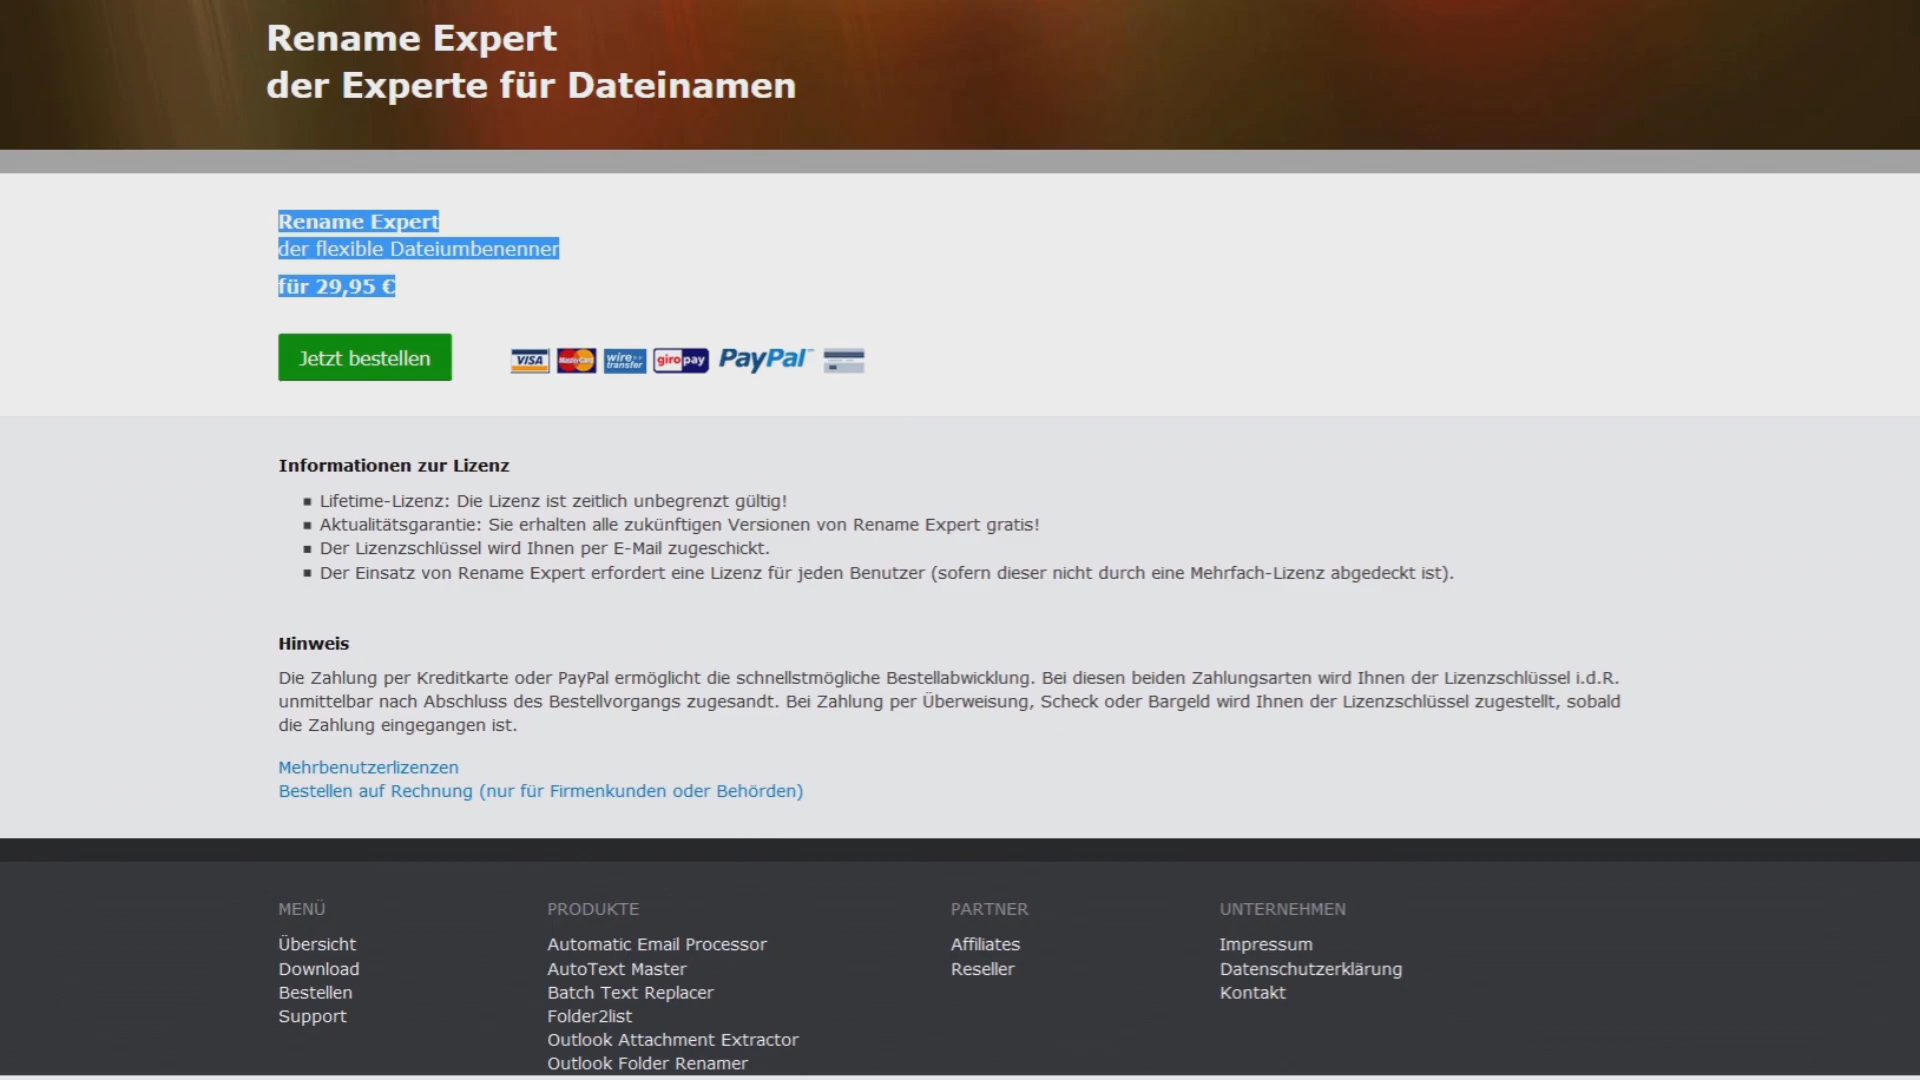 Rename Expert
der Experte für Dateinamen
Rename Expert
der flexible Dateiumbenenner
für 29,95 €
Jetzt bestellen
VISA MasterCard wire transfer giropay PayPal™
Informationen zur Lizenz
▪ Lifetime-Lizenz: Die Lizenz ist zeitlich unbegrenzt gültig!
▪ Aktualitätsgarantie: Sie erhalten alle zukünftigen Versionen von Rename Expert gratis!
▪ Der Lizenzschlüssel wird Ihnen per E-Mail zugeschickt.
▪ Der Einsatz von Rename Expert erfordert eine Lizenz für jeden Benutzer (sofern dieser nicht durch eine Mehrfach-Lizenz abgedeckt ist).
Hinweis
Die Zahlung per Kreditkarte oder PayPal ermöglicht die schnellstmögliche Bestellabwicklung. Bei diesen beiden Zahlungsarten wird Ihnen der Lizenzschlüssel i.d.R.
unmittelbar nach Abschluss des Bestellvorgangs zugesandt. Bei Zahlung per Überweisung, Scheck oder Bargeld wird Ihnen der Lizenzschlüssel zugestellt, sobald
die Zahlung eingegangen ist.
Mehrbenutzerlizenzen
Bestellen auf Rechnung (nur für Firmenkunden oder Behörden)
MENÜ
Übersicht
Download
Bestellen
Support
PRODUKTE
Automatic Email Processor
AutoText Master
Batch Text Replacer
Folder2list
Outlook Attachment Extractor
Outlook Folder Renamer
PARTNER
Affiliates
Reseller
UNTERNEHMEN
Impressum
Datenschutzerklärung
Kontakt